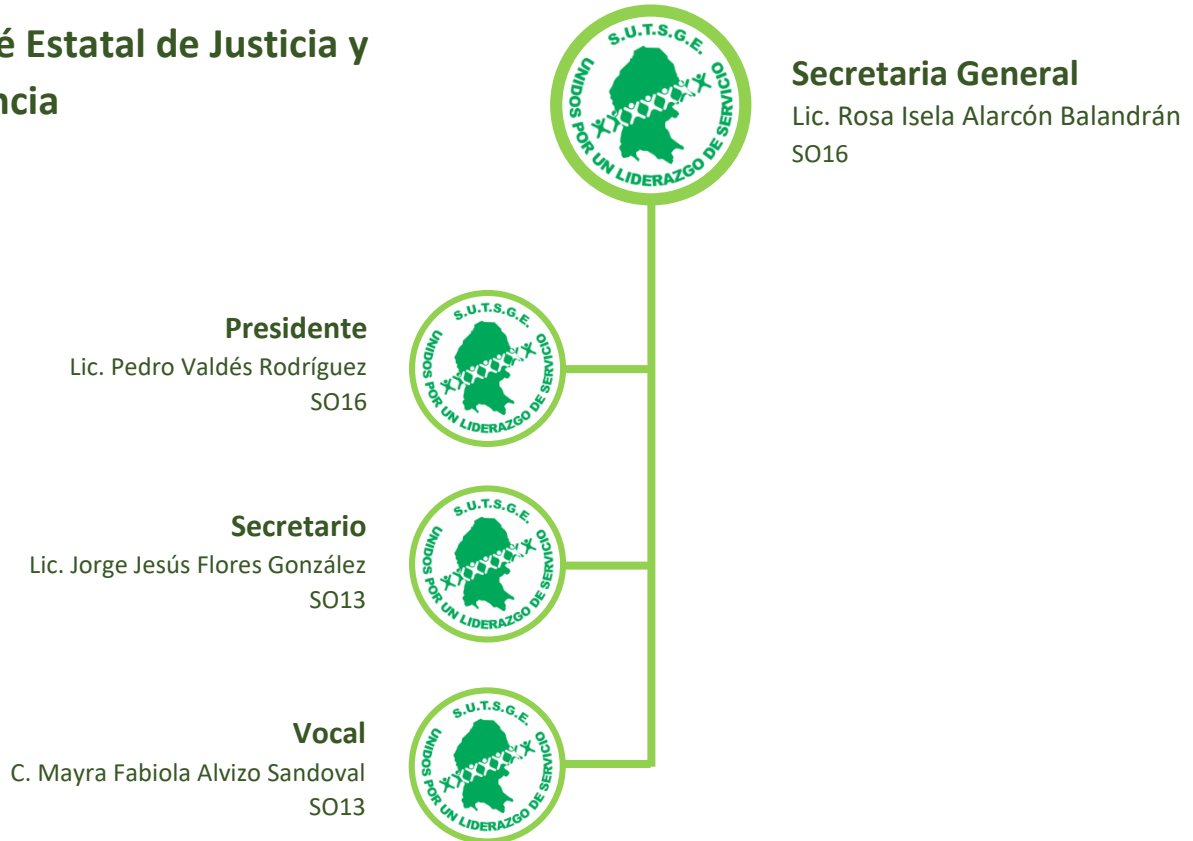 é Estatal de Justicia y
ncia
S.U.T.S.G.E.
UNIDOS POR UN LIDERAZGO DE SERVICIO
Secretaria General
Lic. Rosa Isela Alarcón Balandrán
SO16
Presidente
Lic. Pedro Valdés Rodríguez
SO16
S.U.T.S.G.E.
UNIDOS POR UN LIDERAZGO DE SERVICIO
Secretario
Lic. Jorge Jesús Flores González
SO13
S.U.T.S.G.E.
UNIDOS POR UN LIDERAZGO DE SERVICIO
Vocal
C. Mayra Fabiola Alvizo Sandoval
SO13
S.U.T.S.G.E.
UNIDOS POR UN LIDERAZGO DE SERVICIO